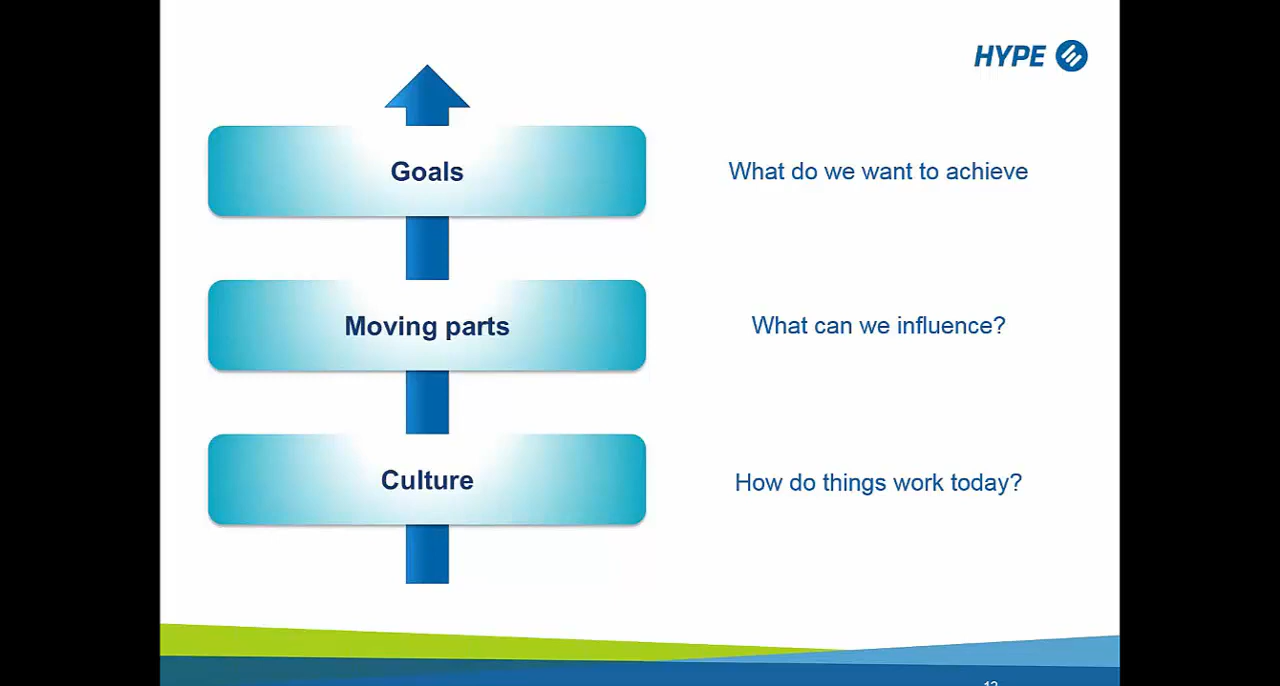 HYPE
Goals
What do we want to achieve
Moving parts
What can we influence?
Culture
How do things work today?